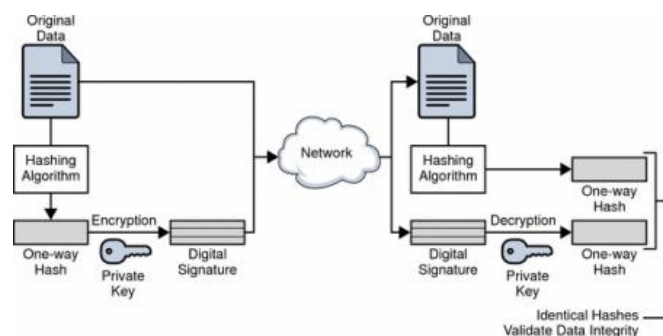 Original
Data
Hashing
Algorithm
One-way
Hash
Encryption
Private
Key
Digital
Signature
Network
Original
Data
Hashing
Algorithm
One-way
Hash
Digital
Signature
Decryption
Private
Key
One-way
Hash
Identical Hashes
Validate Data Integrity